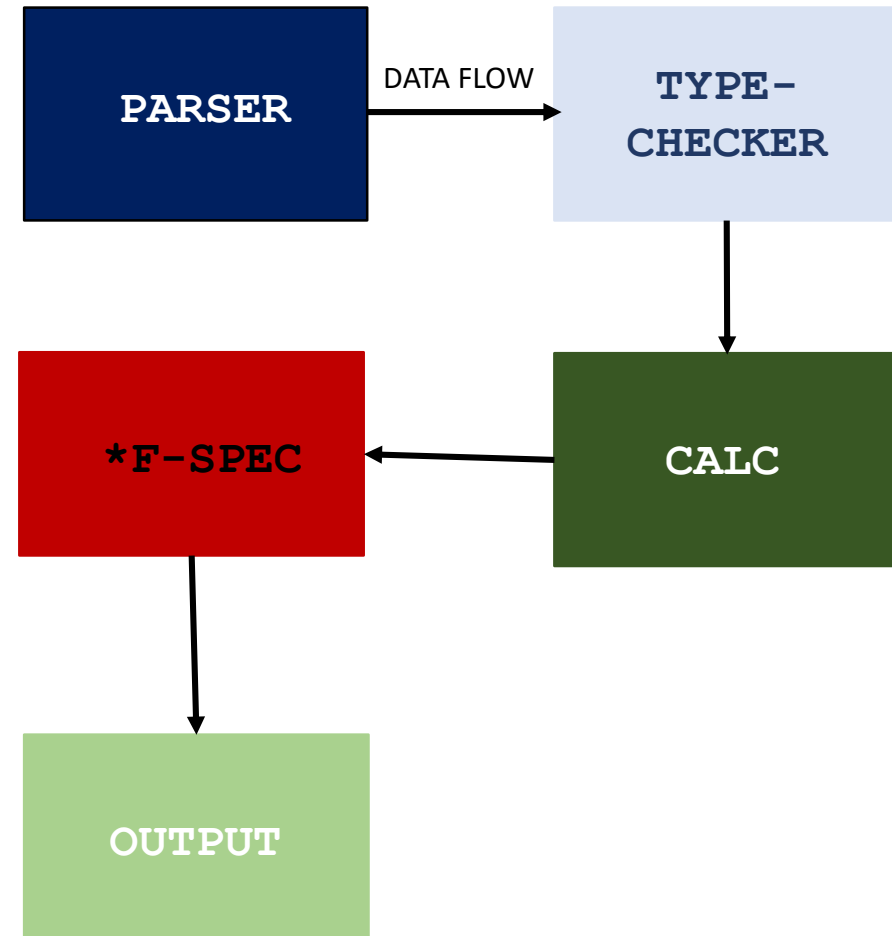 PARSER
DATA FLOW
TYPE-
CHECKER
*F-SPEC
CALC
OUTPUT